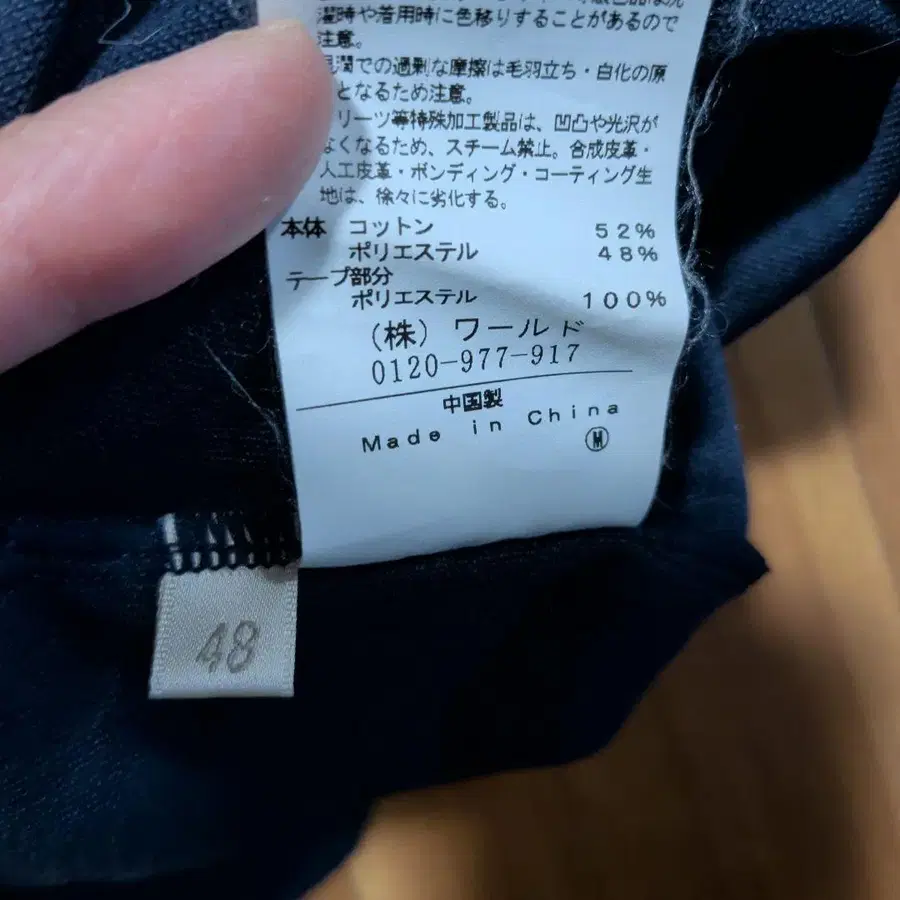 濯時や着用時に色移りすることがあるので
注意。
潤での過剰な摩擦は毛羽立ち・白化の原
となるため注意。
リーツ等特殊加工製品は、凹凸や光沢が
なくなるため、スチーム禁止。合成皮革・
人工皮革・ボンディング・コーティング生
地は、徐々に劣化する。
本体 コットン 52%
ポリエステル 48%
テープ部分
ポリエステル 100%
(株) ワールド
0120-977-917
中国製
Made in China
M
48